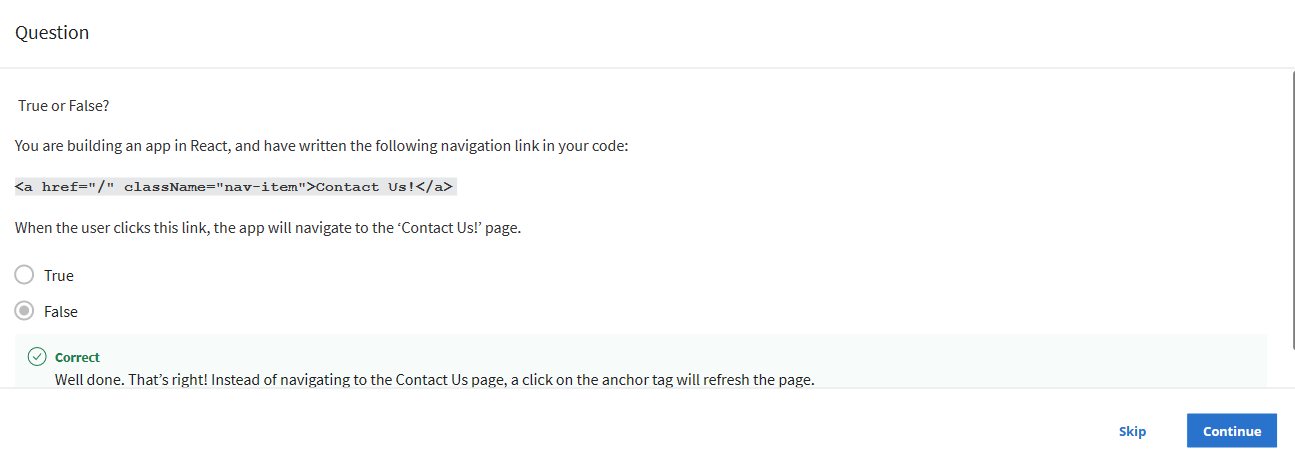 Question
True or False?
You are building an app in React, and have written the following navigation link in your code:
<a href="/" className="nav-item">Contact Us!</a>
When the user clicks this link, the app will navigate to the ‘Contact Us!’ page.
True
False
Correct
Well done. That’s right! Instead of navigating to the Contact Us page, a click on the anchor tag will refresh the page.
Skip
Continue